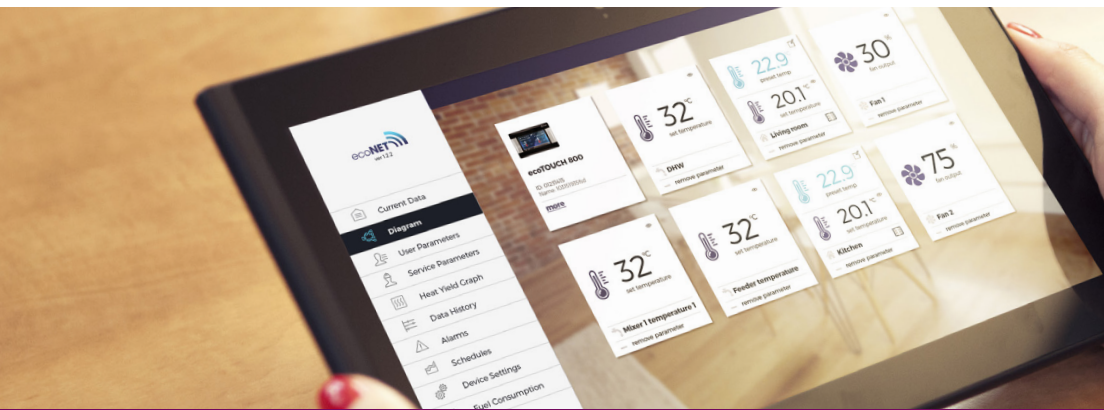 ecoNET
ver 1.2.2
Current Data
Diagram
User Parameters
Service Parameters
Heat Yield Graph
Data History
Alarms
Schedules
Device Settings
Fuel Consumption
ecoTOUCH 800
more
32°C
set temperature
DHW
remove parameter
22.9°
preset temp
20.1°C
set temperature
Living room
remove parameter
30%
fan output
Fan 1
remove parameter
32°C
set temperature
Mixer 1 temperature 1
remove parameter
32°C
set temperature
Feeder temperature
remove parameter
22.9°
preset temp
20.1°C
set temperature
Kitchen
remove parameter
75%
fan output
Fan 2
remove parameter